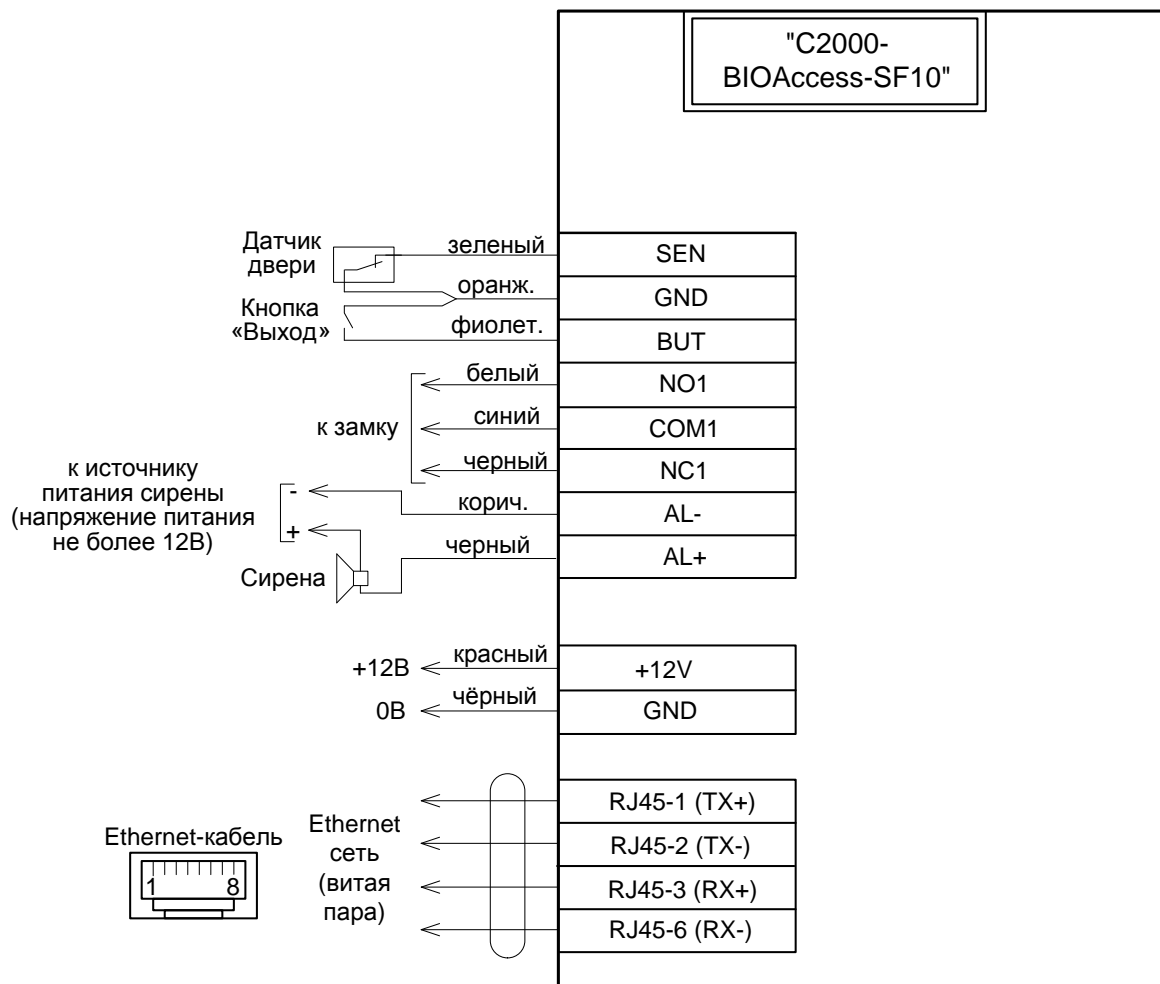 "С2000-
BIOAccess-SF10"
Датчик
двери
зеленый
SEN
оранж.
GND
Кнопка
«Выход»
фиолет.
BUT
белый
NO1
к замку
синий
COM1
черный
NC1
к источнику
питания сирены
(напряжение питания
не более 12В)
-
+
корич.
AL-
черный
AL+
Сирена
+12В
красный
+12V
0В
чёрный
GND
Ethernet-кабель
1 8
Ethernet
сеть
(витая
пара)
RJ45-1 (TX+)
RJ45-2 (TX-)
RJ45-3 (RX+)
RJ45-6 (RX-)